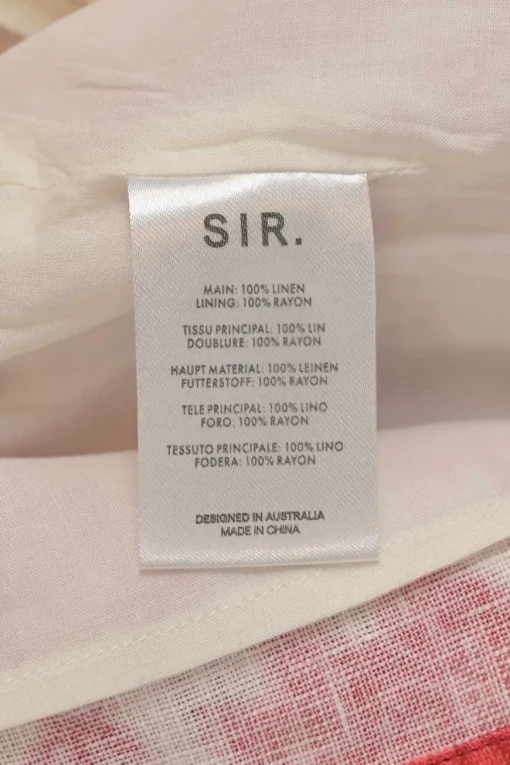 SIR.
MAIN: 100% LINEN
LINING: 100% RAYON
TISSU PRINCIPAL: 100% LIN
DOUBLURE: 100% RAYON
HAUPT MATERIAL: 100% LEINEN
FUTTERSTOFF: 100% RAYON
TELE PRINCIPAL: 100% LINO
FORO: 100% RAYON
TESSUTO PRINCIPALE: 100% LINO
FODERA: 100% RAYON
DESIGNED IN AUSTRALIA
MADE IN CHINA